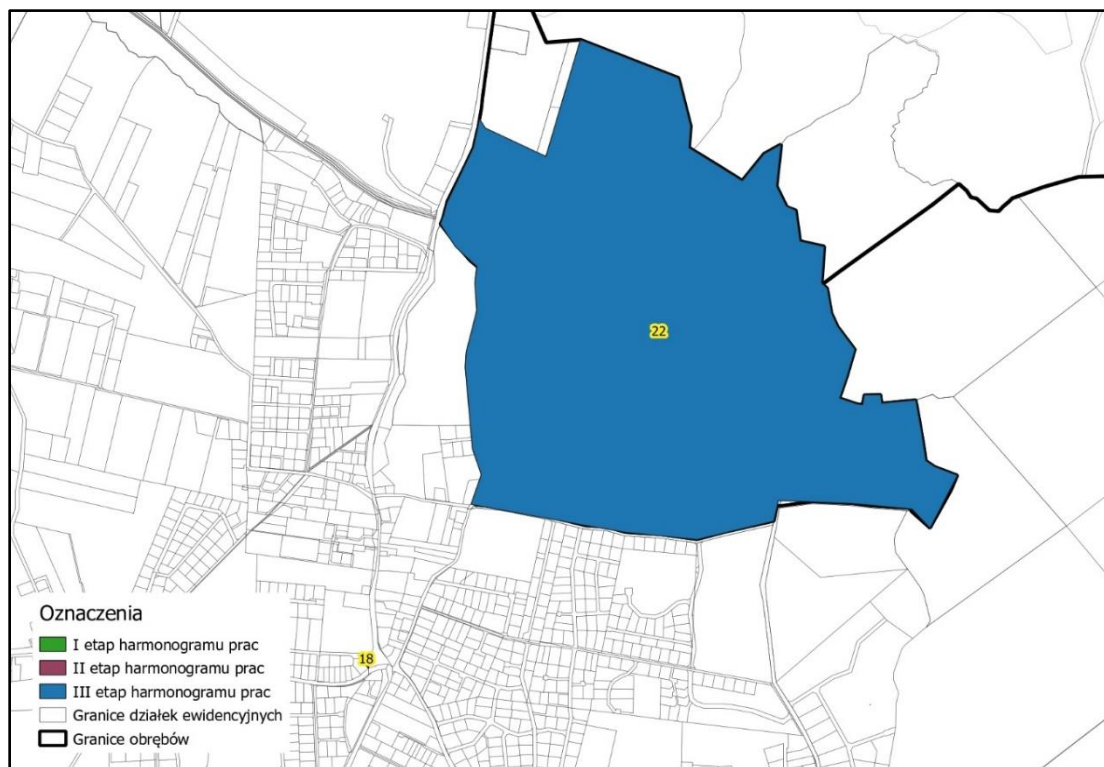 22
18
Oznaczenia
I etap harmonogramu prac
II etap harmonogramu prac
III etap harmonogramu prac
Granice działek ewidencyjnych
Granice obrębów